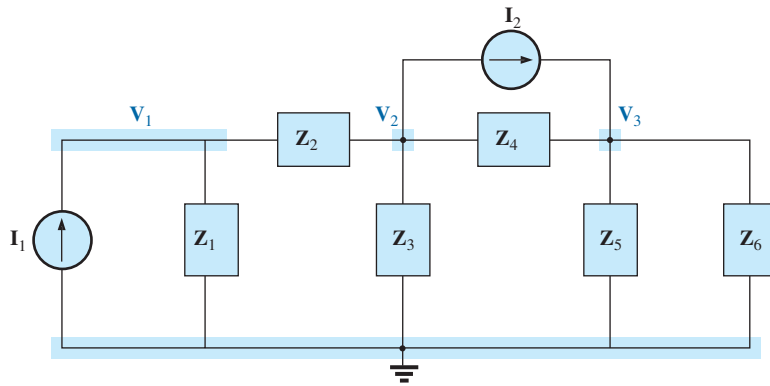 I₂
V₁
V₂
V₃
Z₂
Z₄
I₁
Z₁
Z₃
Z₅
Z₆